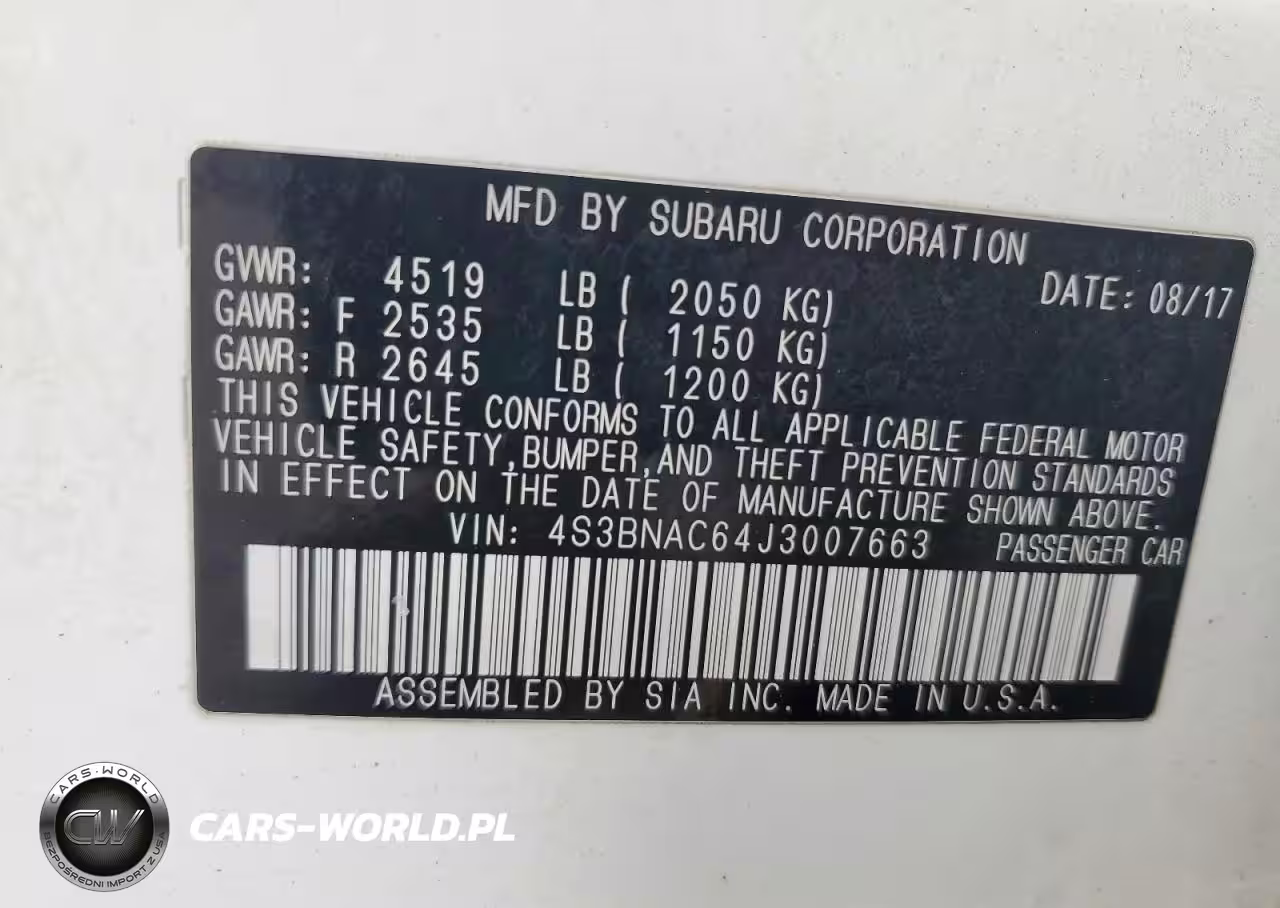 MFD BY SUBARU CORPORATION
GVWR: 4519 LB ( 2050 KG) DATE: 08/17
GAWR: F 2535 LB ( 1150 KG)
GAWR: R 2645 LB ( 1200 KG)
THIS VEHICLE CONFORMS TO ALL APPLICABLE FEDERAL MOTOR
VEHICLE SAFETY, BUMPER, AND THEFT PREVENTION STANDARDS
IN EFFECT ON THE DATE OF MANUFACTURE SHOWN ABOVE.
VIN: 4S3BNAC64J3007663 PASSENGER CAR
ASSEMBLED BY SIA INC. MADE IN U.S.A.
CARS-WORLD
CW
BEZPOŚREDNI IMPORT Z USA
CARS-WORLD.PL